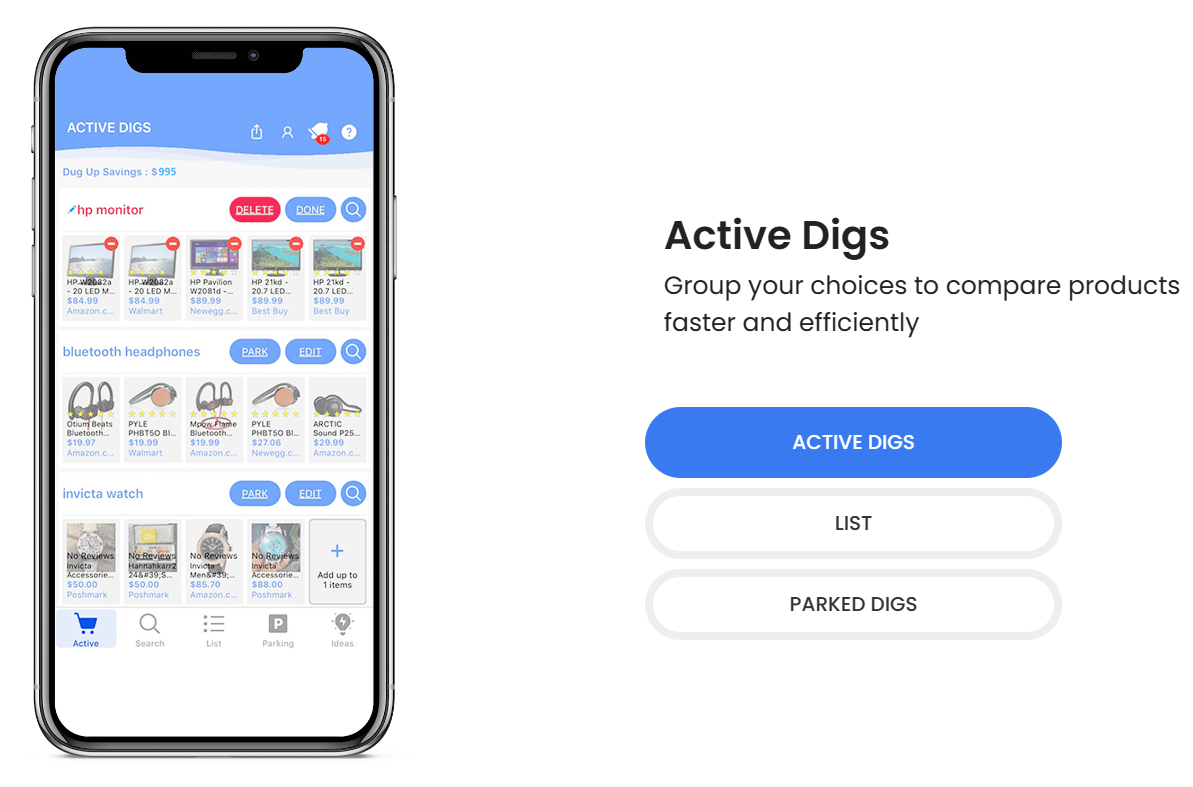 ACTIVE DIGS
15
?
Dug Up Savings : $995
hp monitor
DELETE
DONE
HP W2082a
- 20 LED M...
$84.99
Amazon.c...
HP W2082a
- 20 LED M...
$84.99
Walmart
HP Pavilion
W2081d -...
$89.99
Newegg.c...
HP 21kd -
20.7 LED...
$89.99
Best Buy
HP 21kd -
20.7 LED...
$89.99
Best Buy
bluetooth headphones
PARK
EDIT
Otium Beats
Bluetooth...
$19.97
Amazon.c...
PYLE
PHBT5O Bl...
$19.99
Walmart
Mpow Flame
Bluetooth...
$19.99
Amazon.c...
PYLE
PHBT5O Bl...
$27.06
Newegg.c...
ARCTIC
Sound P25...
$29.99
Amazon.c...
invicta watch
PARK
EDIT
No Reviews
Invicta
Accessorie...
$50.00
Poshmark
No Reviews
Hannahkarr2
24&#39;S...
$50.00
Poshmark
No Reviews
Invicta
Men&#39;...
$85.70
Amazon.c...
No Reviews
Invicta
Accessorie...
$88.00
Poshmark
+
Add up to
1 items
Active
Search
List
P
Parking
Ideas
Active Digs
Group your choices to compare products
faster and efficiently
ACTIVE DIGS
LIST
PARKED DIGS